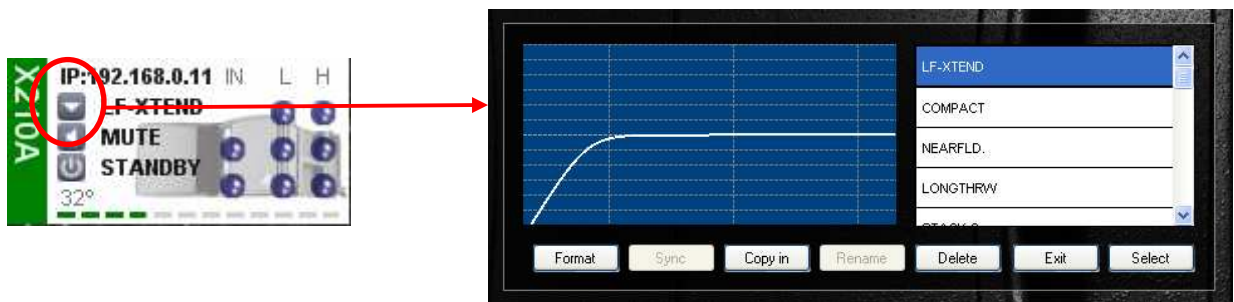 XZ10A
IP:192.168.0.11 IN L H
LF-XTEND
MUTE
STANDBY
32°
LF-XTEND
COMPACT
NEARFLD.
LONGTHRW
Format Sync Copy in Rename Delete Exit Select